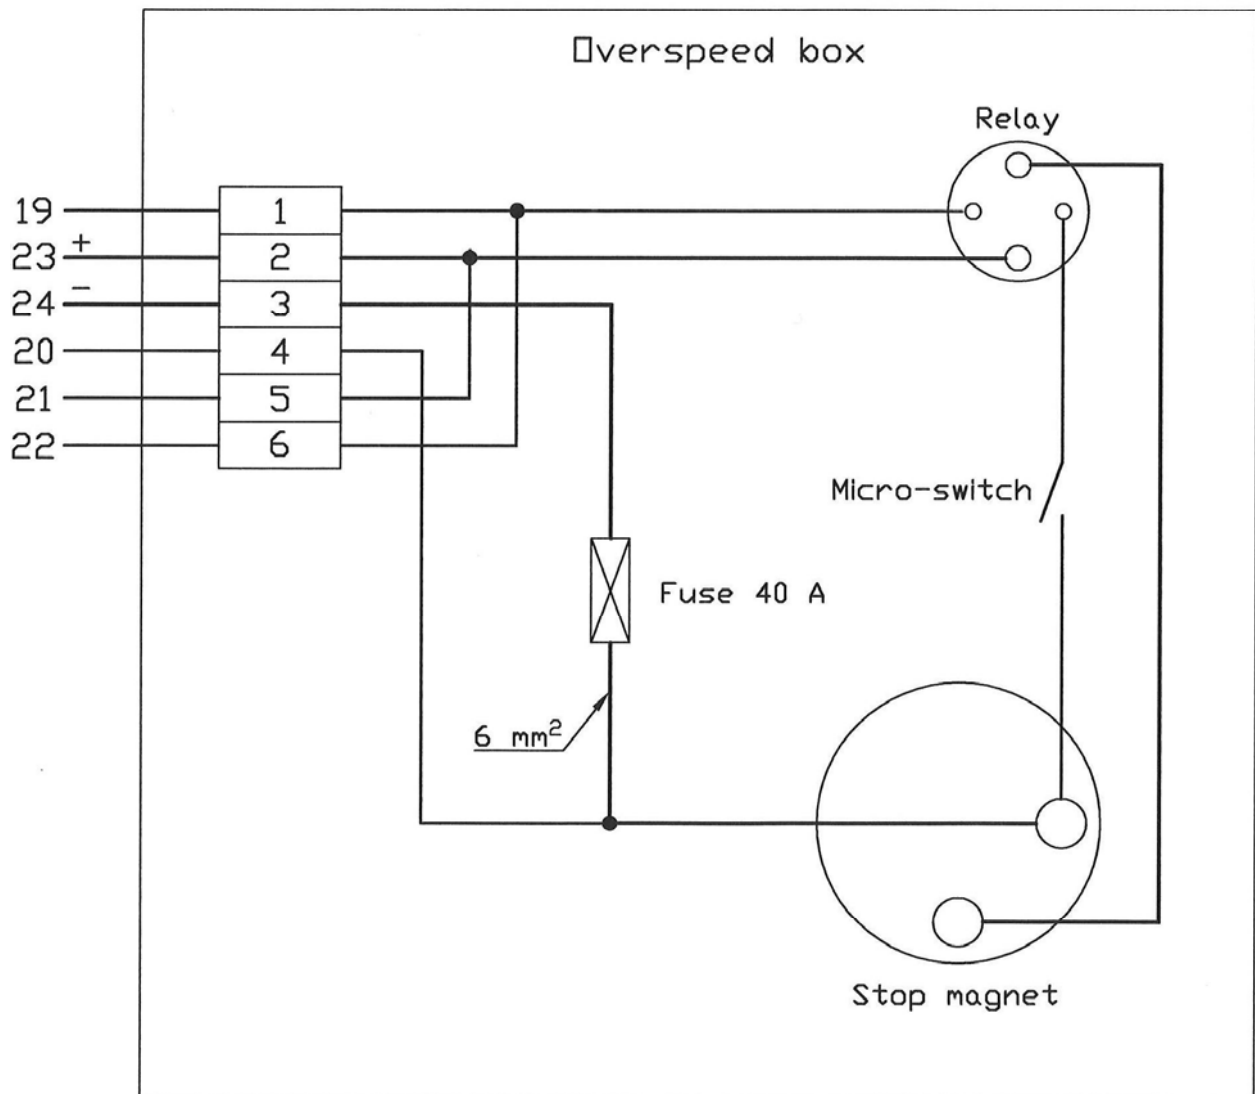 Overspeed box
Relay
19 1
23 + 2
24 - 3
20 4
21 5
22 6
Micro-switch
Fuse 40 A
6 mm²
Stop magnet